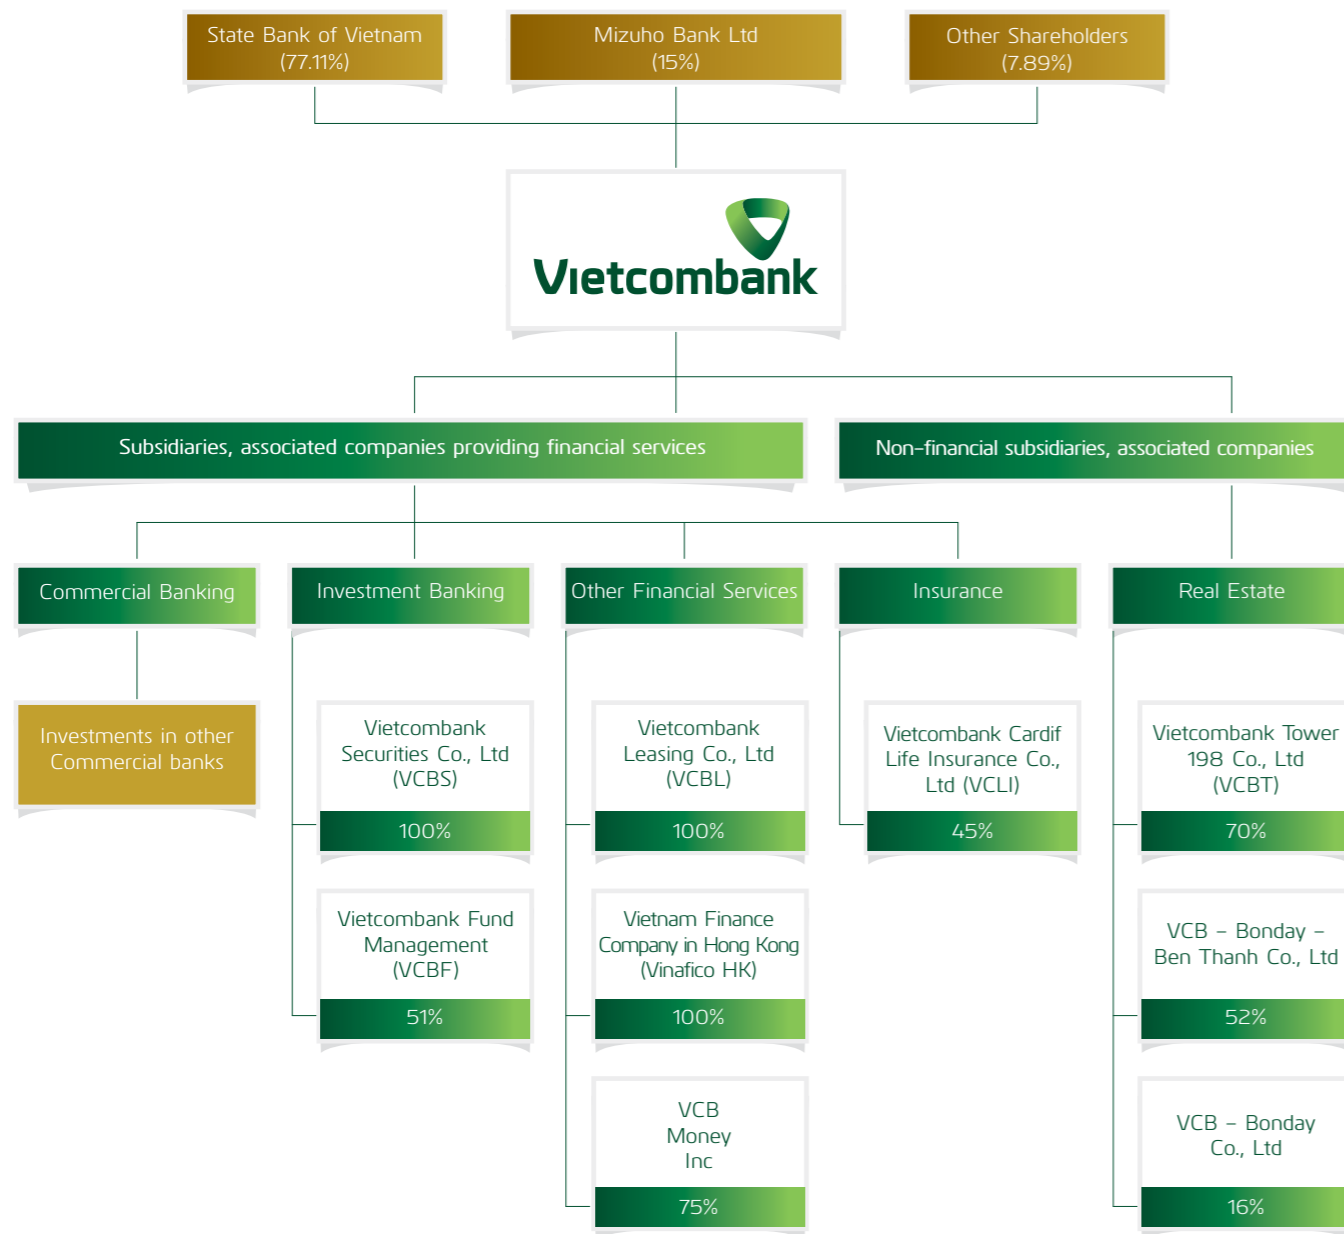 State Bank of Vietnam
(77.11%)
Mizuho Bank Ltd
(15%)
Other Shareholders
(7.89%)
Vietcombank
Subsidiaries, associated companies providing financial services
Non-financial subsidiaries, associated companies
Commercial Banking
Investment Banking
Other Financial Services
Insurance
Real Estate
Investments in other
Commercial banks
Vietcombank
Securities Co., Ltd
(VCBS)
100%
Vietcombank Fund
Management
(VCBF)
51%
Vietcombank
Leasing Co., Ltd
(VCBL)
100%
Vietnam Finance
Company in Hong Kong
(Vinafico HK)
100%
VCB
Money
Inc
75%
Vietcombank Cardif
Life Insurance Co.,
Ltd (VCLI)
45%
Vietcombank Tower
198 Co., Ltd
(VCBT)
70%
VCB – Bonday –
Ben Thanh Co., Ltd
52%
VCB – Bonday
Co., Ltd
16%